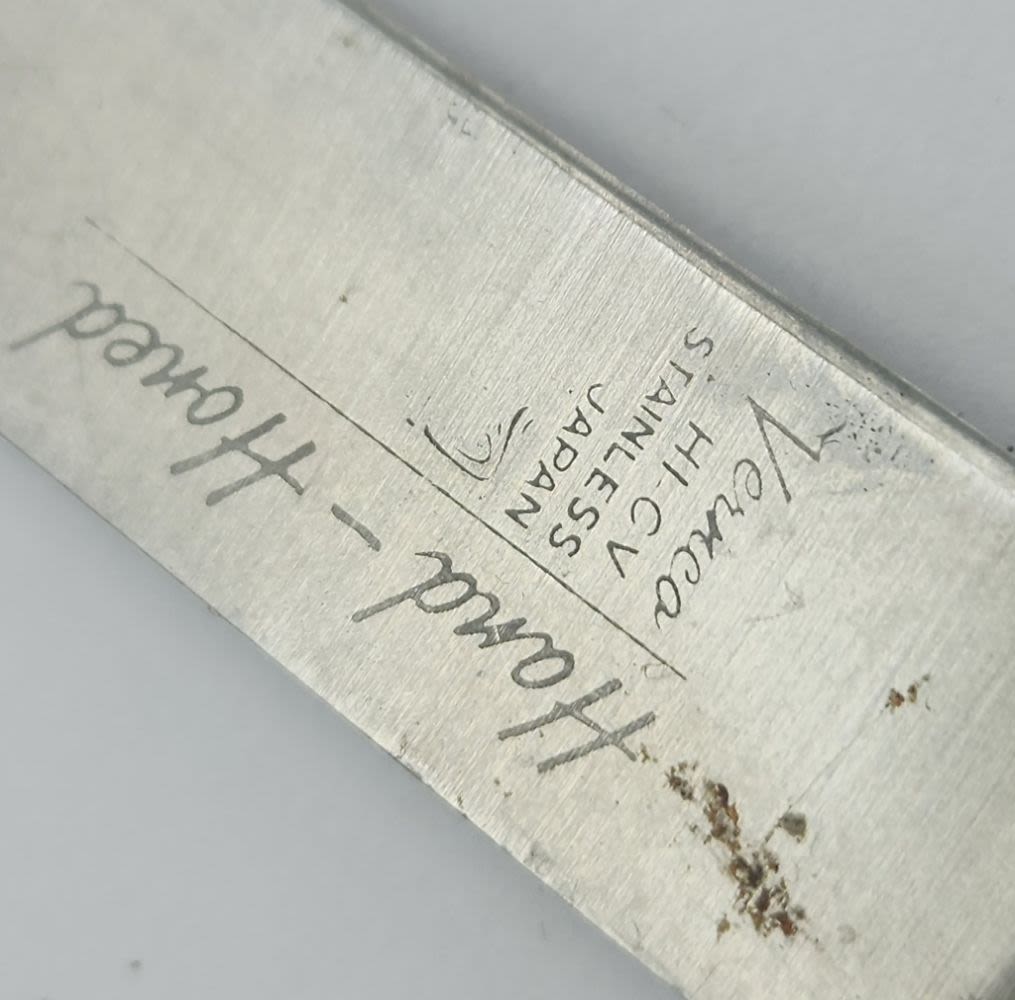 Vernco
HI-CV
STAINLESS
JAPAN
Hand-Honed